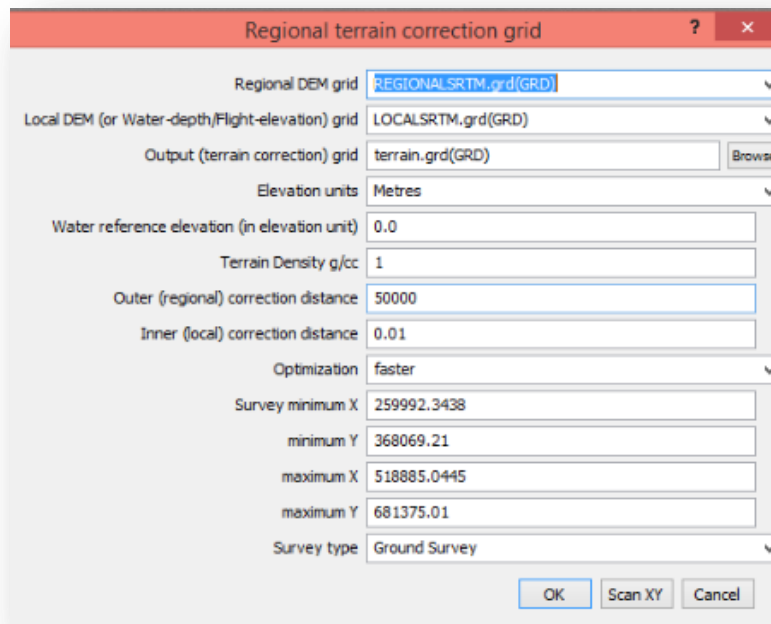 Regional terrain correction grid ? ×
Regional DEM grid REGIONALSRTM.grd(GRD)
Local DEM (or Water-depth/Flight-elevation) grid LOCALSRTM.grd(GRD)
Output (terrain correction) grid terrain.grd(GRD) Browse
Elevation units Metres
Water reference elevation (in elevation unit) 0.0
Terrain Density g/cc 1
Outer (regional) correction distance 50000
Inner (local) correction distance 0.01
Optimization faster
Survey minimum X 259992.3438
minimum Y 368069.21
maximum X 518885.0445
maximum Y 681375.01
Survey type Ground Survey
OK Scan XY Cancel